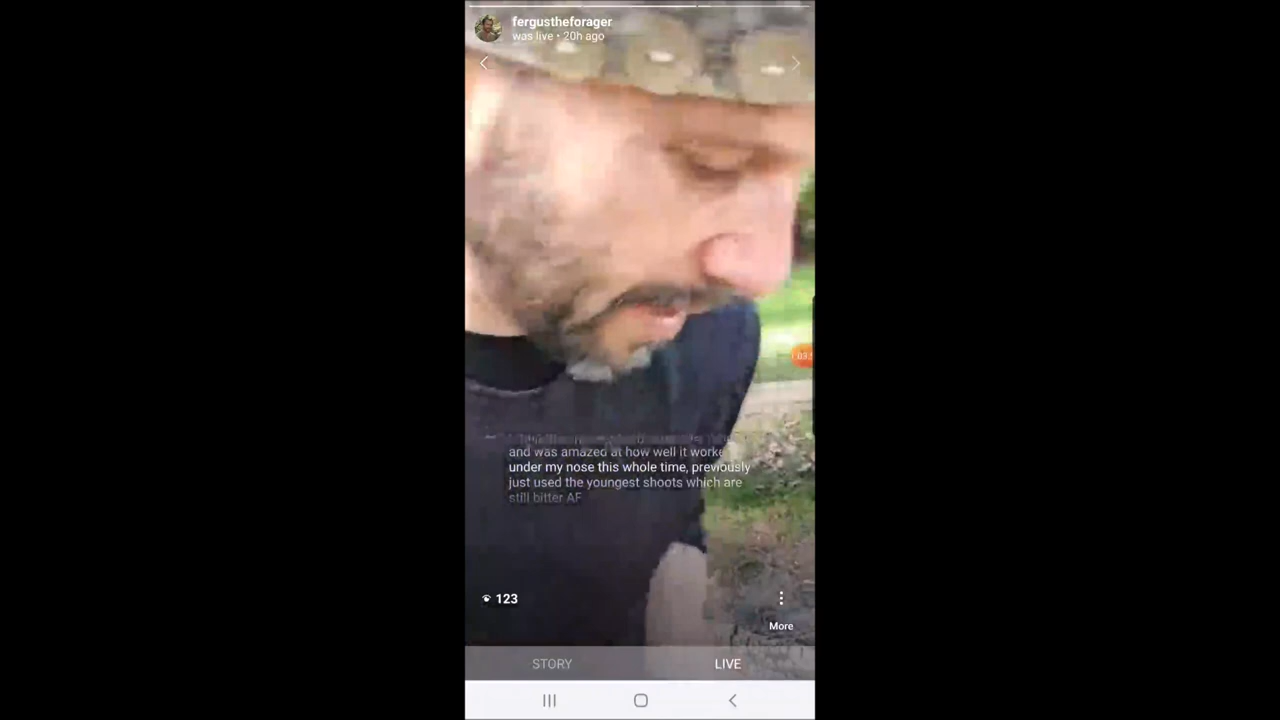 fergustheforager
was live • 20h ago
and was amazed at how well it worke
under my nose this whole time, previously
just used the youngest shoots which are
still bitter AF
123
More
STORY
LIVE